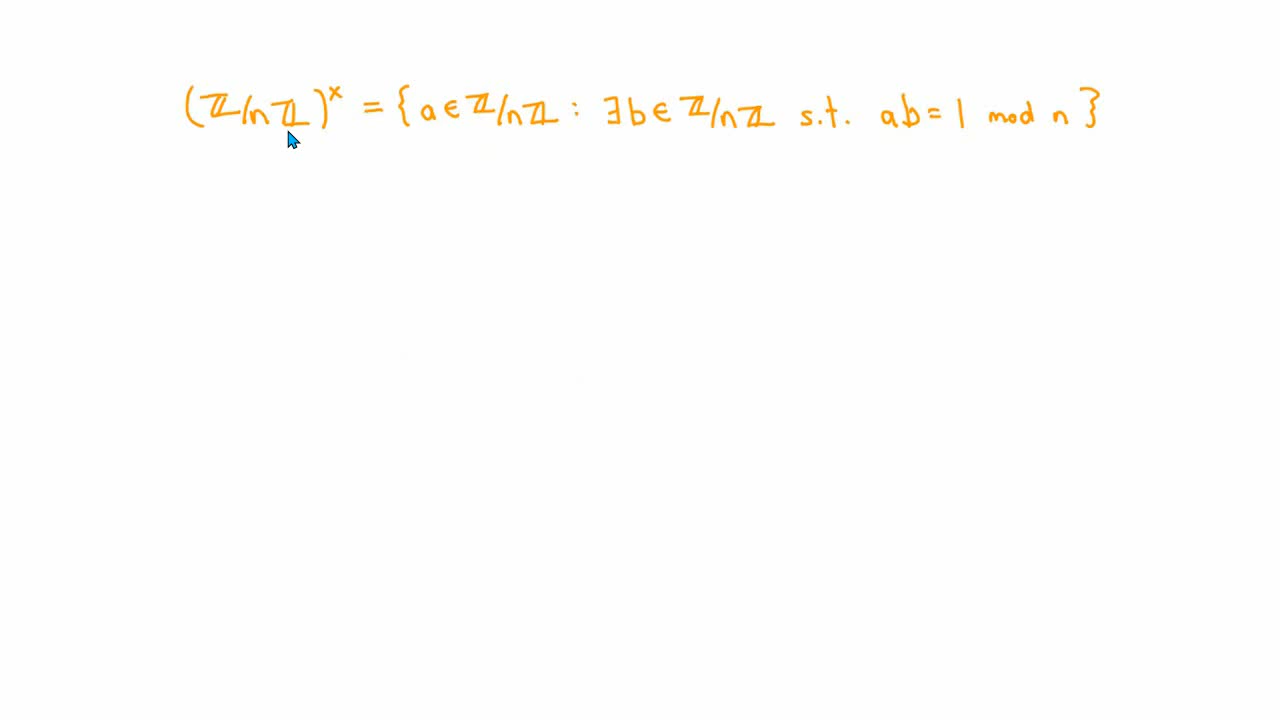 (ℤ/nℤ)^× = {a ∈ ℤ/nℤ : ∃b ∈ ℤ/nℤ s.t. ab = 1 mod n}